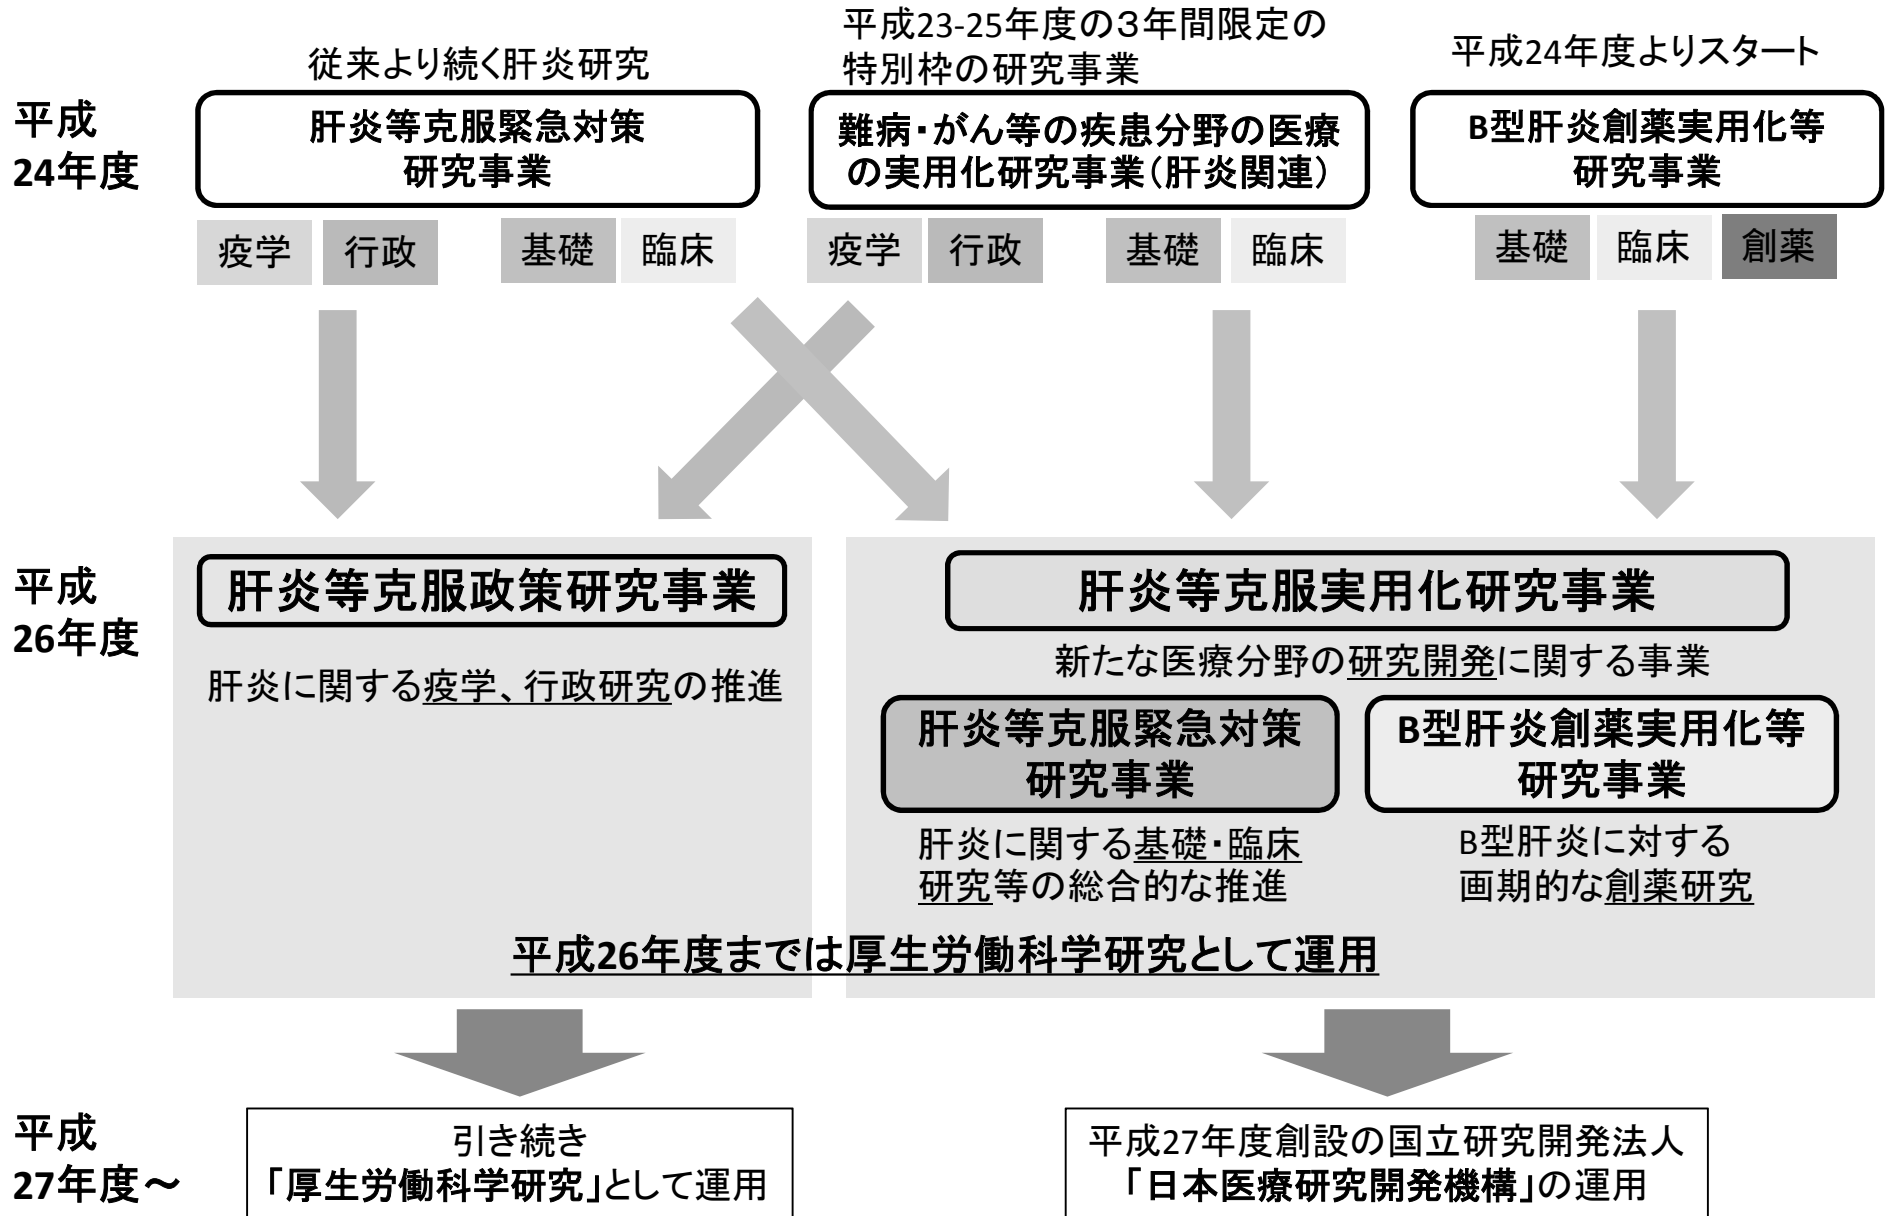 従来より続く肝炎研究
平成23-25年度の３年間限定の
特別枠の研究事業
平成24年度よりスタート
平成
24年度
肝炎等克服緊急対策
研究事業
難病・がん等の疾患分野の医療
の実用化研究事業（肝炎関連）
B型肝炎創薬実用化等
研究事業
疫学 行政 基礎 臨床 疫学 行政 基礎 臨床 基礎 臨床 創薬
平成
26年度
肝炎等克服政策研究事業
肝炎に関する疫学、行政研究の推進
肝炎等克服実用化研究事業
新たな医療分野の研究開発に関する事業
肝炎等克服緊急対策
研究事業
肝炎に関する基礎・臨床
研究等の総合的な推進
B型肝炎創薬実用化等
研究事業
B型肝炎に対する
画期的な創薬研究
平成26年度までは厚生労働科学研究として運用
平成
27年度～
引き続き
「厚生労働科学研究」として運用
平成27年度創設の国立研究開発法人
「日本医療研究開発機構」の運用